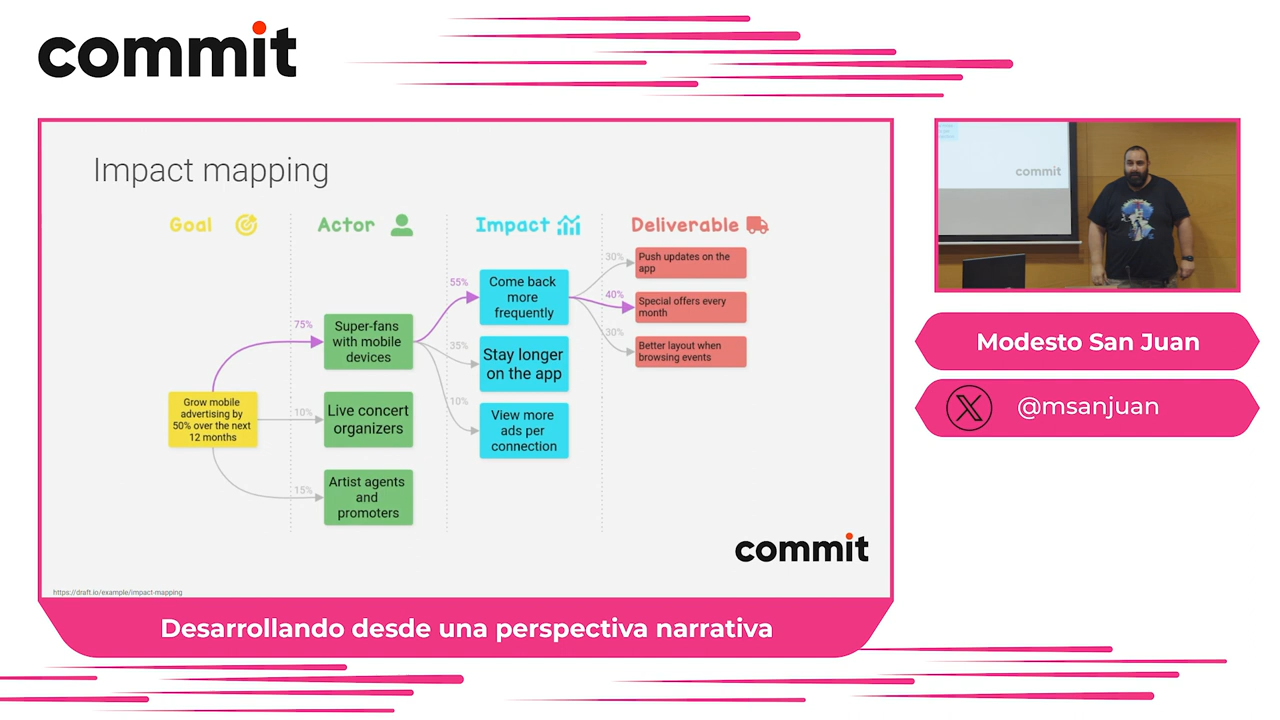 commit
Impact mapping
Goal
Actor
Impact
Deliverable
Grow mobile
advertising by
50% over the next
12 months
75%
10%
15%
Super-fans
with mobile
devices
Live concert
organizers
Artist agents
and
promoters
55%
35%
10%
Come back
more
frequently
Stay longer
on the app
View more
ads per
connection
30%
40%
30%
Push updates on the
app
Special offers every
month
Better layout when
browsing events
commit
https://draft.io/example/impact-mapping
Desarrollando desde una perspectiva narrativa
commit
Modesto San Juan
@msanjuan